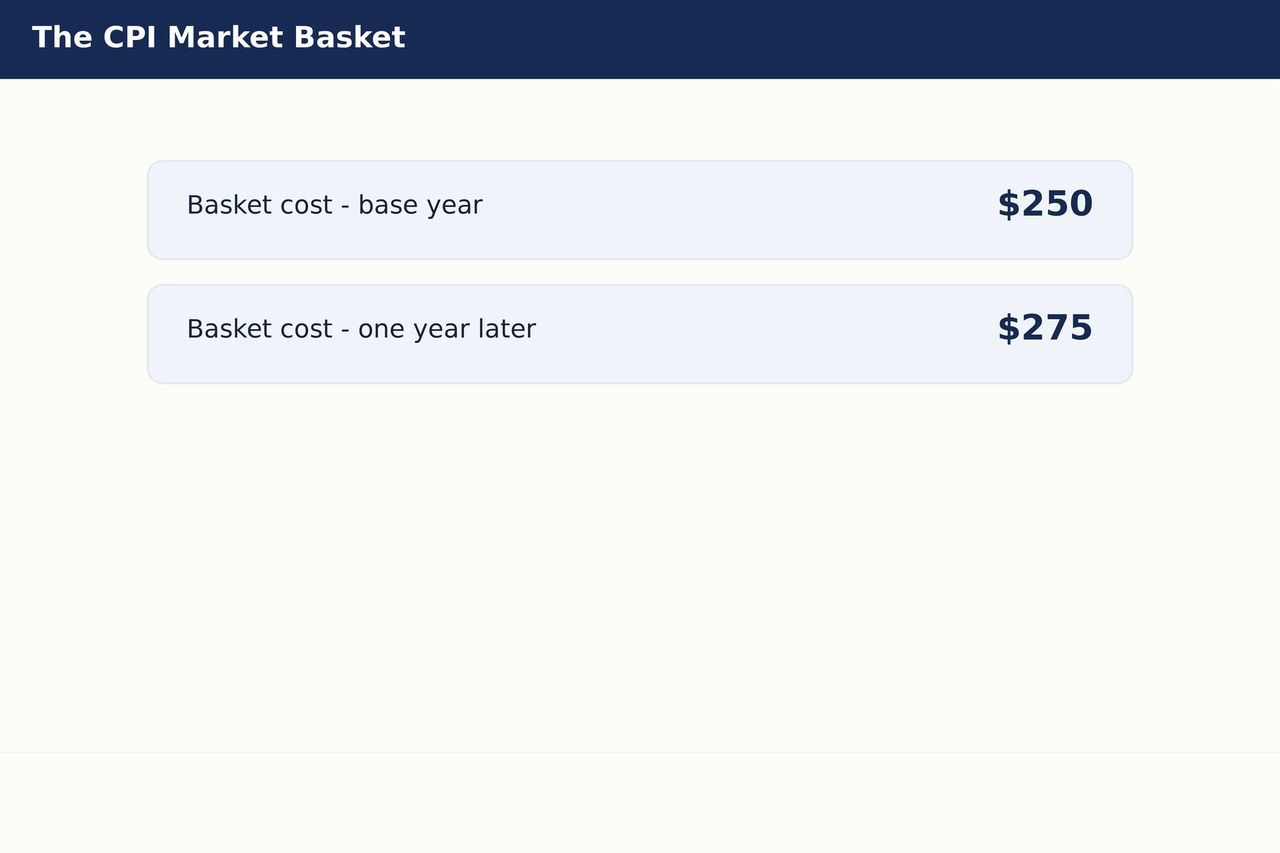 The CPI Market Basket
Basket cost - base year
$250
Basket cost - one year later
$275